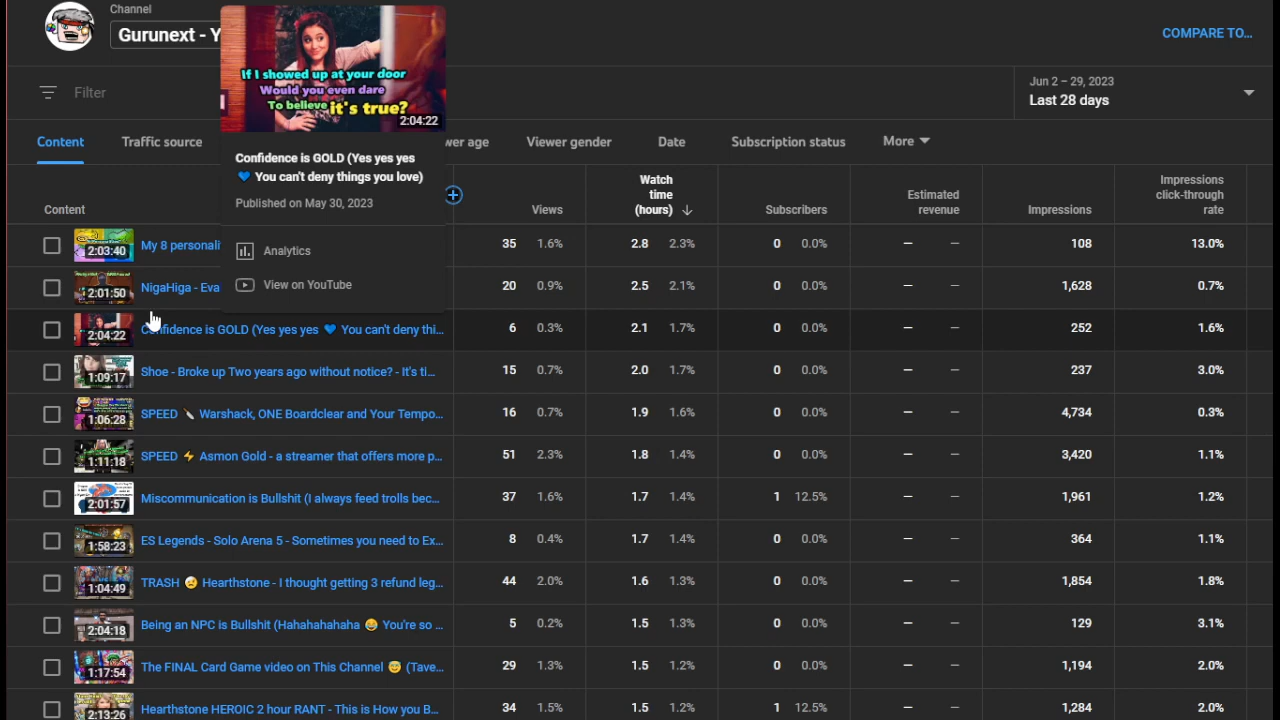 Channel
Gurunext - Y
COMPARE TO...
If I showed up at your door
Would you even dare
To believe it's true?
2:04:22
Filter
Jun 2 – 29, 2023
Last 28 days
Confidence is GOLD (Yes yes yes
💙 You can't deny things you love)
Published on May 30, 2023
Analytics
View on YouTube
Content Traffic source wer age Viewer gender Date Subscription status More
Content Views Watch time (hours) Subscribers Estimated revenue Impressions Impressions click-through rate
2:03:40 My 8 personali 35 1.6% 2.8 2.3% 0 0.0% — — 108 13.0%
2:01:50 NigaHiga - Eva 20 0.9% 2.5 2.1% 0 0.0% — — 1,628 0.7%
2:04:22 Confidence is GOLD (Yes yes yes 💙 You can't deny thi... 6 0.3% 2.1 1.7% 0 0.0% — — 252 1.6%
1:09:17 Shoe - Broke up Two years ago without notice? - It's ti... 15 0.7% 2.0 1.7% 0 0.0% — — 237 3.0%
1:06:28 SPEED 🔪 Warshack, ONE Boardclear and Your Tempo... 16 0.7% 1.9 1.6% 0 0.0% — — 4,734 0.3%
1:11:18 SPEED ⚡ Asmon Gold - a streamer that offers more p... 51 2.3% 1.8 1.4% 0 0.0% — — 3,420 1.1%
2:01:57 Miscommunication is Bullshit (I always feed trolls bec... 37 1.6% 1.7 1.4% 1 12.5% — — 1,961 1.2%
1:58:23 ES Legends - Solo Arena 5 - Sometimes you need to Ex... 8 0.4% 1.7 1.4% 0 0.0% — — 364 1.1%
1:04:49 TRASH 🤕 Hearthstone - I thought getting 3 refund leg... 44 2.0% 1.6 1.3% 0 0.0% — — 1,854 1.8%
2:04:18 Being an NPC is Bullshit (Hahahahahaha 😂 You're so ... 5 0.2% 1.5 1.3% 0 0.0% — — 129 3.1%
1:17:54 The FINAL Card Game video on This Channel 😇 (Tave... 29 1.3% 1.5 1.2% 0 0.0% — — 1,194 2.0%
2:13:26 Hearthstone HEROIC 2 hour RANT - This is How you B... 34 1.5% 1.5 1.2% 1 12.5% — — 1,284 2.0%